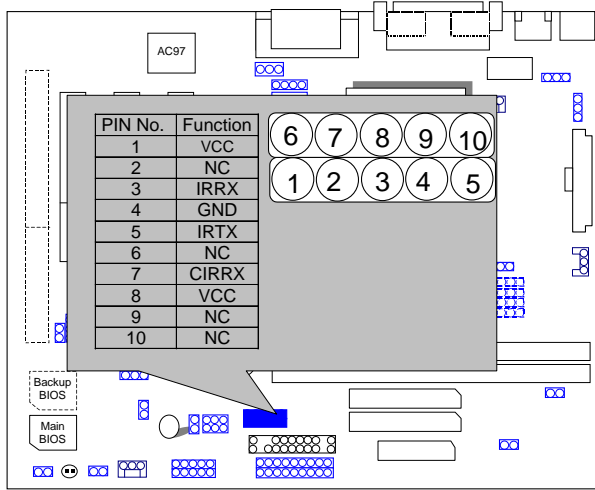 AC97
PIN No. Function
1 VCC
2 NC
3 IRRX
4 GND
5 IRTX
6 NC
7 CIRRX
8 VCC
9 NC
10 NC
6 7 8 9 10
1 2 3 4 5
Backup
BIOS
Main
BIOS